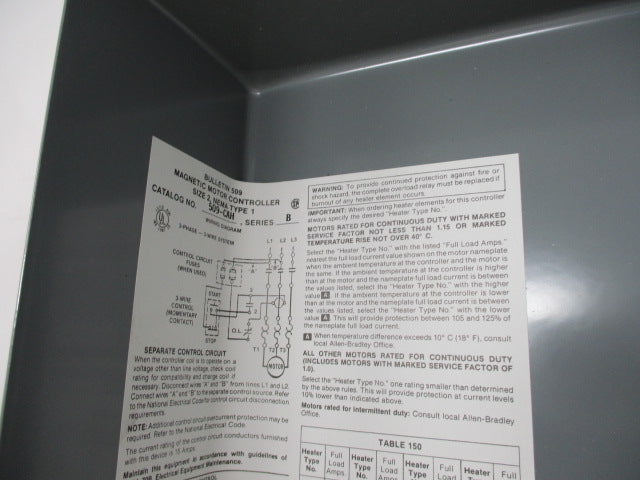 BULLETIN 509
MAGNETIC MOTOR CONTROLLER
SIZE 2, NEMA TYPE 1
CATALOG NO. 509-CAH, SERIES B
WIRING DIAGRAM
3-PHASE – 3-WIRE SYSTEM
L1 L2 L3
CONTROL CIRCUIT
FUSES
(WHEN USED)
"A" "B"
START
3-WIRE
CONTROL
(MOMENTARY
CONTACT)
STOP
1
2
3
O.L.
T1 T2 T3
MOTOR
SEPARATE CONTROL CIRCUIT
When the controller coil is to operate on a
voltage other than line voltage, check coil
rating for compatibility and charge coil if
necessary. Disconnect wires "A" and "B" from lines L1 and L2.
Connect wires "A" and "B" to the separate control source. Refer
to the National Electrical Code for control circuit disconnection
requirements.
NOTE: Additional control circuit overcurrent protection may be
required. Refer to the National Electrical Code.
The current rating of the control circuit conductors furnished
with this device is 15 Amps.
Maintain this equipment in accordance with guidelines of
70B, Electrical Equipment Maintenance.
WARNING: To provide continued protection against fire or
shock hazard, the complete overload relay must be replaced if
burnout of any heater element occurs.
IMPORTANT: When ordering heater elements for this controller
always specify the desired "Heater Type No."
MOTORS RATED FOR CONTINUOUS DUTY WITH MARKED
SERVICE FACTOR NOT LESS THAN 1.15 OR MARKED
TEMPERATURE RISE NOT OVER 40° C.
Select the "Heater Type No." with the listed "Full Load Amps."
nearest the full load current value shown on the motor nameplate
when the ambient temperature at the controller and the motor is
the same. If the ambient temperature at the controller is higher
than at the motor and the nameplate full load current is between
the values listed, select the "Heater Type No." with the higher
value A. If the ambient temperature at the controller is lower
than at the motor and the nameplate full load current is between
the values listed, select the "Heater Type No." with the lower
value A. This will provide protection between 105 and 125% of
the nameplate full load current.
A When temperature difference exceeds 10° C (18° F), consult
local Allen-Bradley Office.
ALL OTHER MOTORS RATED FOR CONTINUOUS DUTY
(INCLUDES MOTORS WITH MARKED SERVICE FACTOR OF
1.0).
Select the "Heater Type No." one rating smaller than determined
by the above rules. This will provide protection at current levels
10% lower than indicated above.
Motors rated for intermittent duty: Consult local Allen-Bradley
Office.
TABLE 150
Heater Type No. Full Load Amps. Heater Type No. Full Load Heater Type Full Load Heater Type Full Load